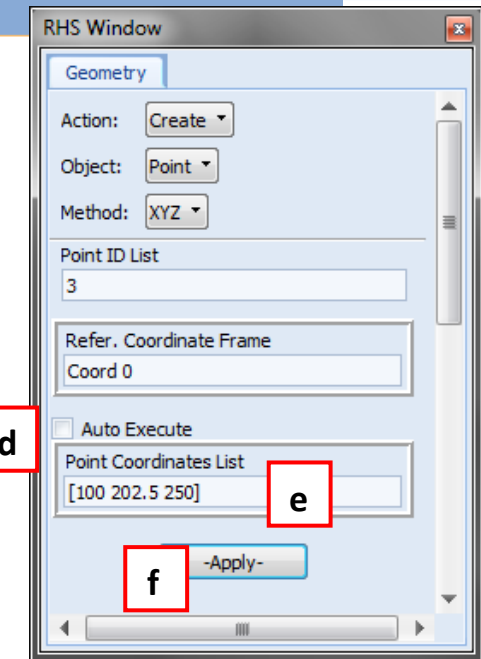 RHS Window
Geometry
Action: Create
Object: Point
Method: XYZ
Point ID List
3
Refer. Coordinate Frame
Coord 0
d
Auto Execute
Point Coordinates List
[100 202.5 250]
e
f
-Apply-